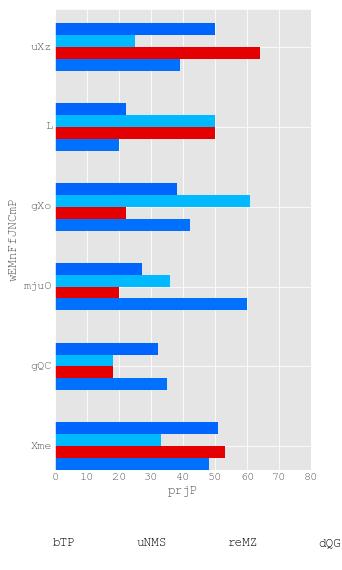 uXz
L
gXo
mjuO
gQC
Xme
wEMnFfJNCmP
0 10 20 30 40 50 60 70 80
prjP
bTP uNMS reMZ dQG